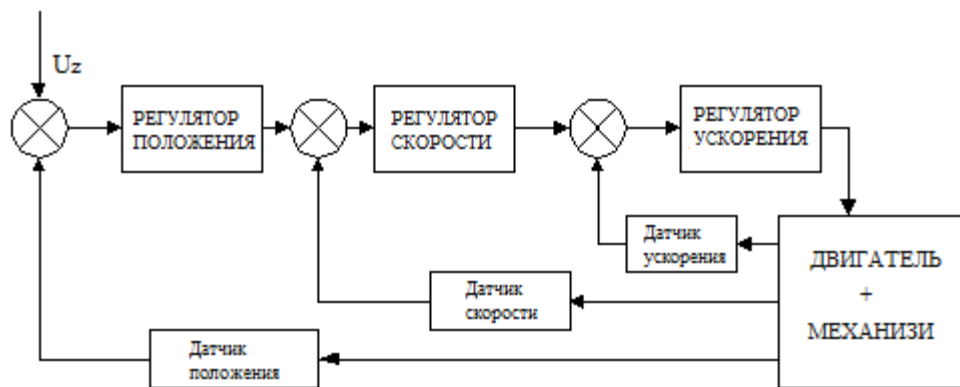 Uz
РЕГУЛЯТОР
ПОЛОЖЕНИЯ
РЕГУЛЯТОР
СКОРОСТИ
РЕГУЛЯТОР
УСКОРЕНИЯ
Датчик
ускорения
ДВИГАТЕЛЬ
+
МЕХАНИЗИ
Датчик
скорости
Датчик
положения